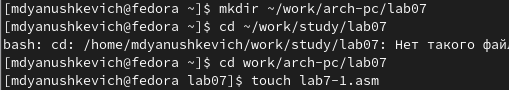 [mdyanushkevich@fedora ~]$ mkdir ~/work/arch-pc/lab07
[mdyanushkevich@fedora ~]$ cd ~/work/study/lab07
bash: cd: /home/mdyanushkevich/work/study/lab07: Нет такого
[mdyanushkevich@fedora ~]$ cd work/arch-pc/lab07
[mdyanushkevich@fedora lab07]$ touch lab7-1.asm